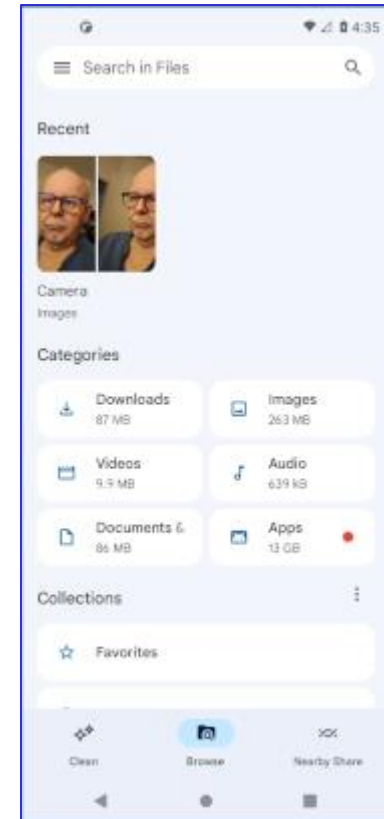 4:35
Search in Files
Recent
Camera
Images
Categories
Downloads
87 MB
Images
263 MB
Videos
9.9 MB
Audio
639 kB
Documents &
86 MB
Apps
13 GB
Collections
Favorites
Clean
Browse
Nearby Share